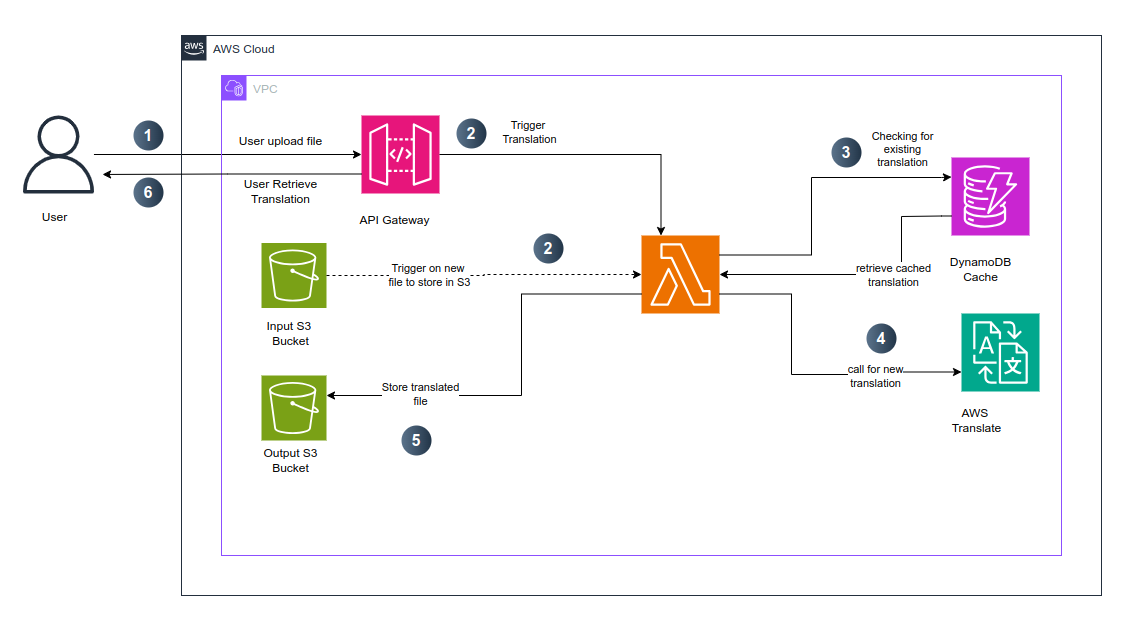 aws
AWS Cloud
VPC
1
User upload file
2
Trigger
Translation
3
Checking for
existing
translation
6
User Retrieve
Translation
User
API Gateway
2
Trigger on new
file to store in S3
Input S3
Bucket
retrieve cached
translation
DynamoDB
Cache
4
call for new
translation
A
文
AWS
Translate
Store translated
file
5
Output S3
Bucket